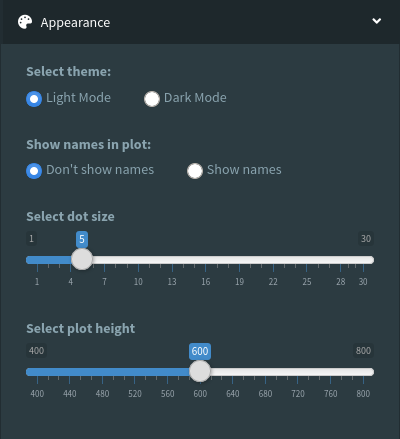 Appearance
Select theme:
Light Mode Dark Mode
Show names in plot:
Don't show names Show names
Select dot size
1 5 30
1 4 7 10 13 16 19 22 25 28 30
Select plot height
400 600 800
400 440 480 520 560 600 640 680 720 760 800